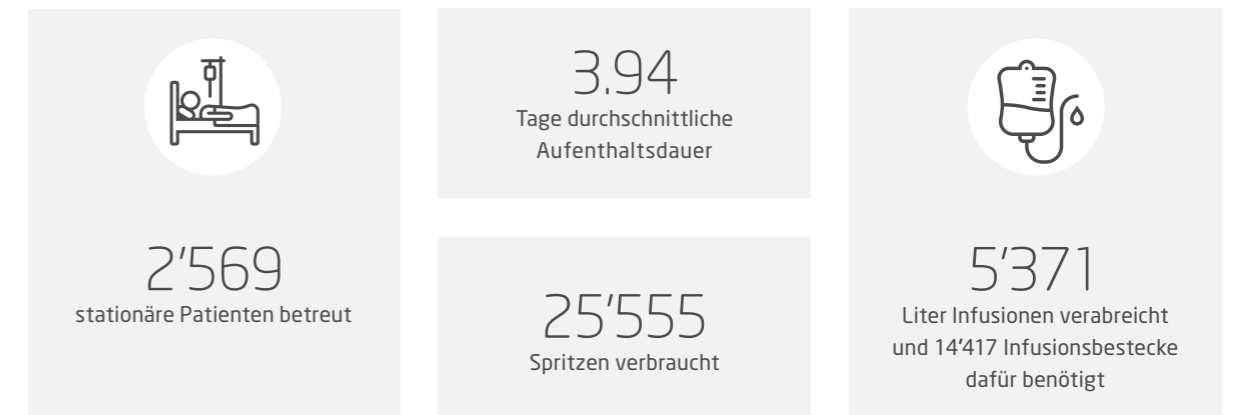 2'569
stationäre Patienten betreut
3.94
Tage durchschnittliche
Aufenthaltsdauer
25'555
Spritzen verbraucht
5'371
Liter Infusionen verabreicht
und 14'417 Infusionsbestecke
dafür benötigt